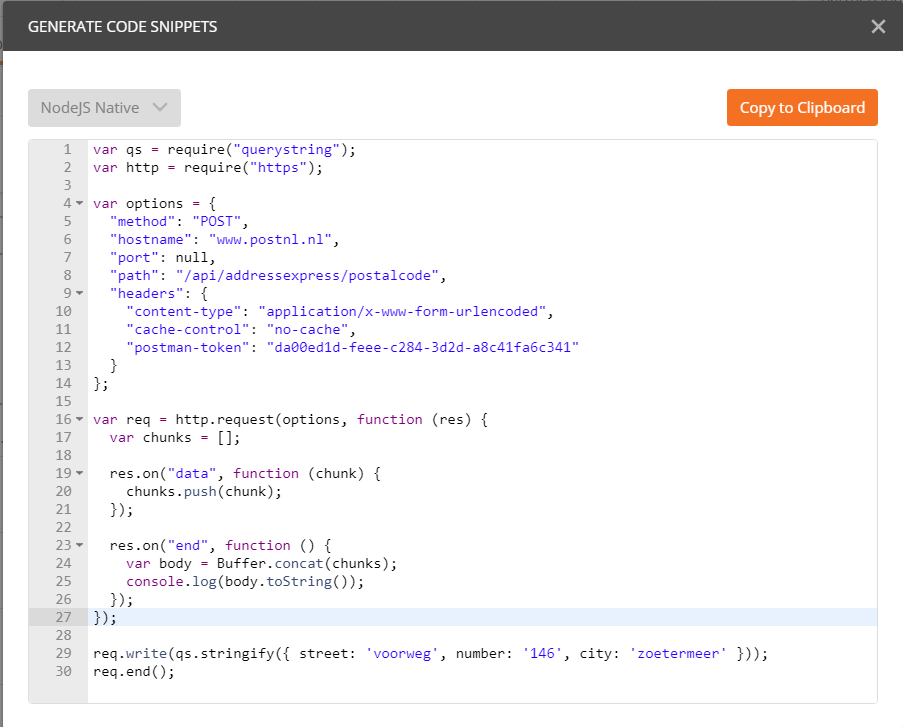 GENERATE CODE SNIPPETS
NodeJS Native
Copy to Clipboard
1 var qs = require("querystring");
2 var http = require("https");
3
4 var options = {
5   "method": "POST",
6   "hostname": "www.postnl.nl",
7   "port": null,
8   "path": "/api/addressexpress/postalcode",
9   "headers": {
10     "content-type": "application/x-www-form-urlencoded",
11     "cache-control": "no-cache",
12     "postman-token": "da00ed1d-feee-c284-3d2d-a8c41fa6c341"
13   }
14 };
15
16 var req = http.request(options, function (res) {
17   var chunks = [];
18
19   res.on("data", function (chunk) {
20     chunks.push(chunk);
21   });
22
23   res.on("end", function () {
24     var body = Buffer.concat(chunks);
25     console.log(body.toString());
26   });
27 });
28
29 req.write(qs.stringify({ street: 'voorweg', number: '146', city: 'zoetermeer' }));
30 req.end();